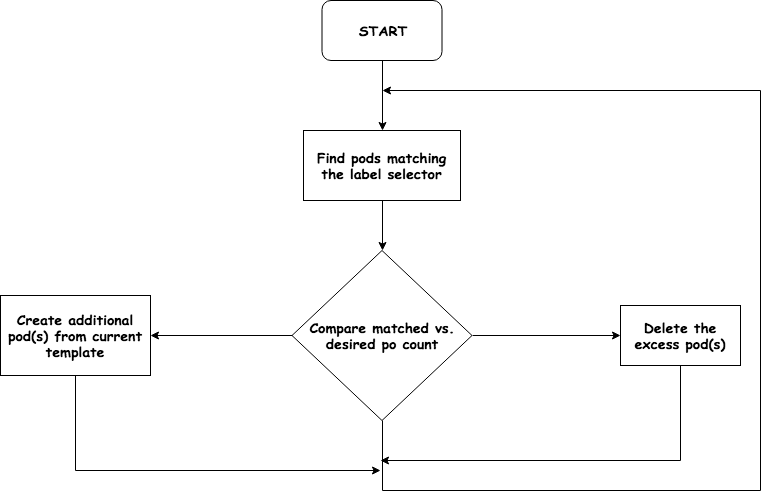 START
Find pods matching
the label selector
Compare matched vs.
desired po count
Create additional
pod(s) from current
template
Delete the
excess pod(s)